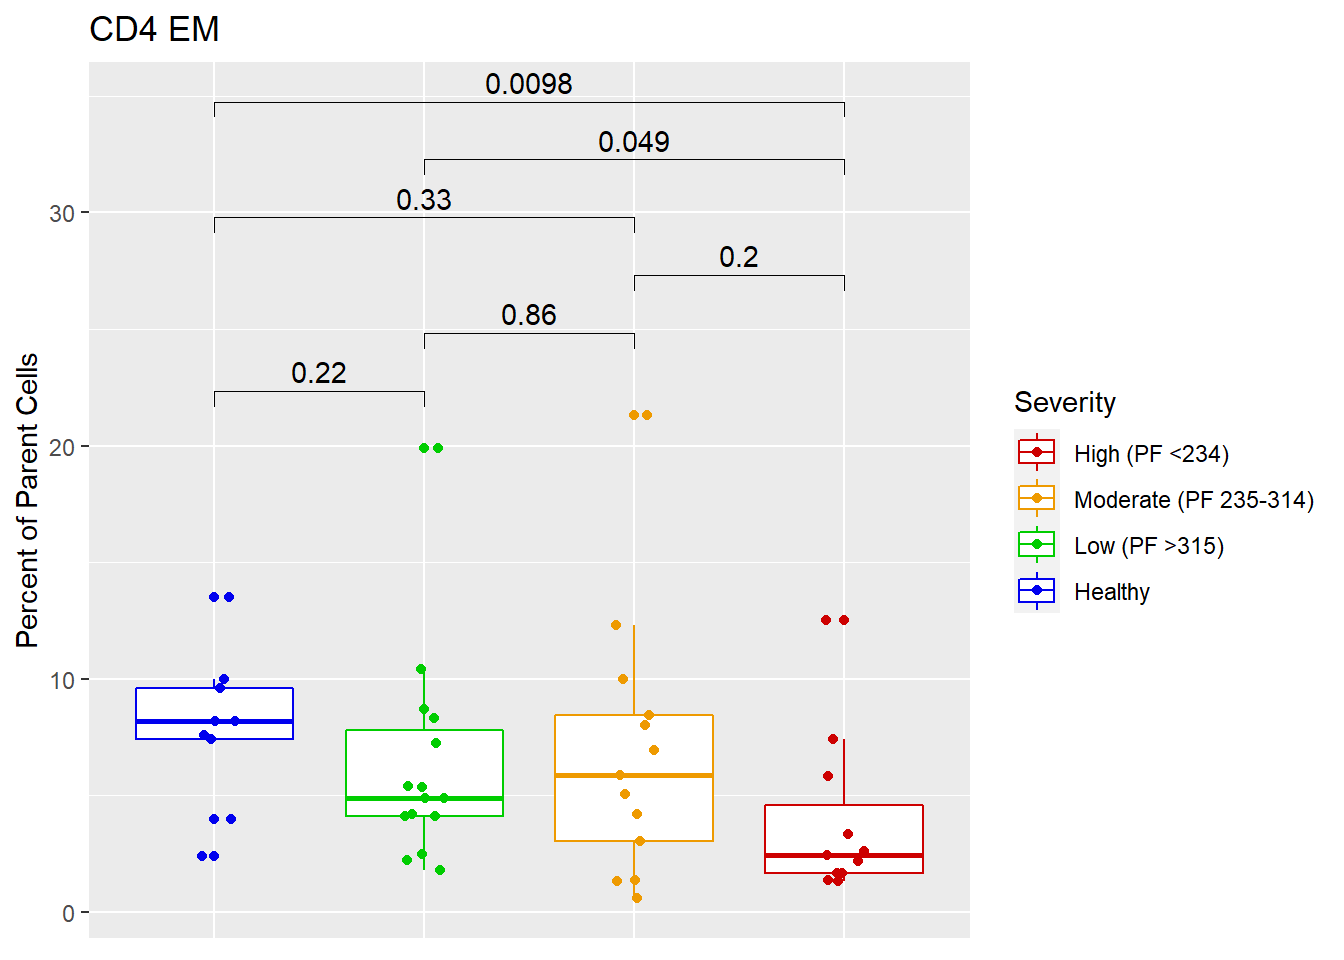 CD4 EM
0.0098
0.049
0.33
0.2
0.86
0.22
30
20
10
0
Percent of Parent Cells
Severity
High (PF <234)
Moderate (PF 235-314)
Low (PF >315)
Healthy